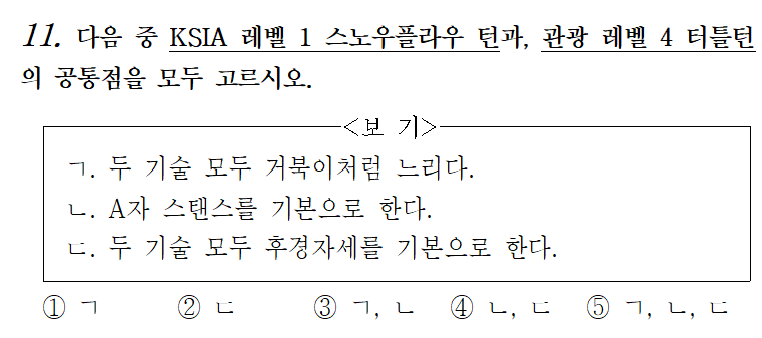 11. 다음 중 KSIA 레벨 1 스노우플라우 턴과, 관광 레벨 4 터틀턴
의 공통점을 모두 고르시오.
<보 기>
ㄱ. 두 기술 모두 거북이처럼 느리다.
ㄴ. A자 스탠스를 기본으로 한다.
ㄷ. 두 기술 모두 후경자세를 기본으로 한다.
① ㄱ ② ㄷ ③ ㄱ, ㄴ ④ ㄴ, ㄷ ⑤ ㄱ, ㄴ, ㄷ